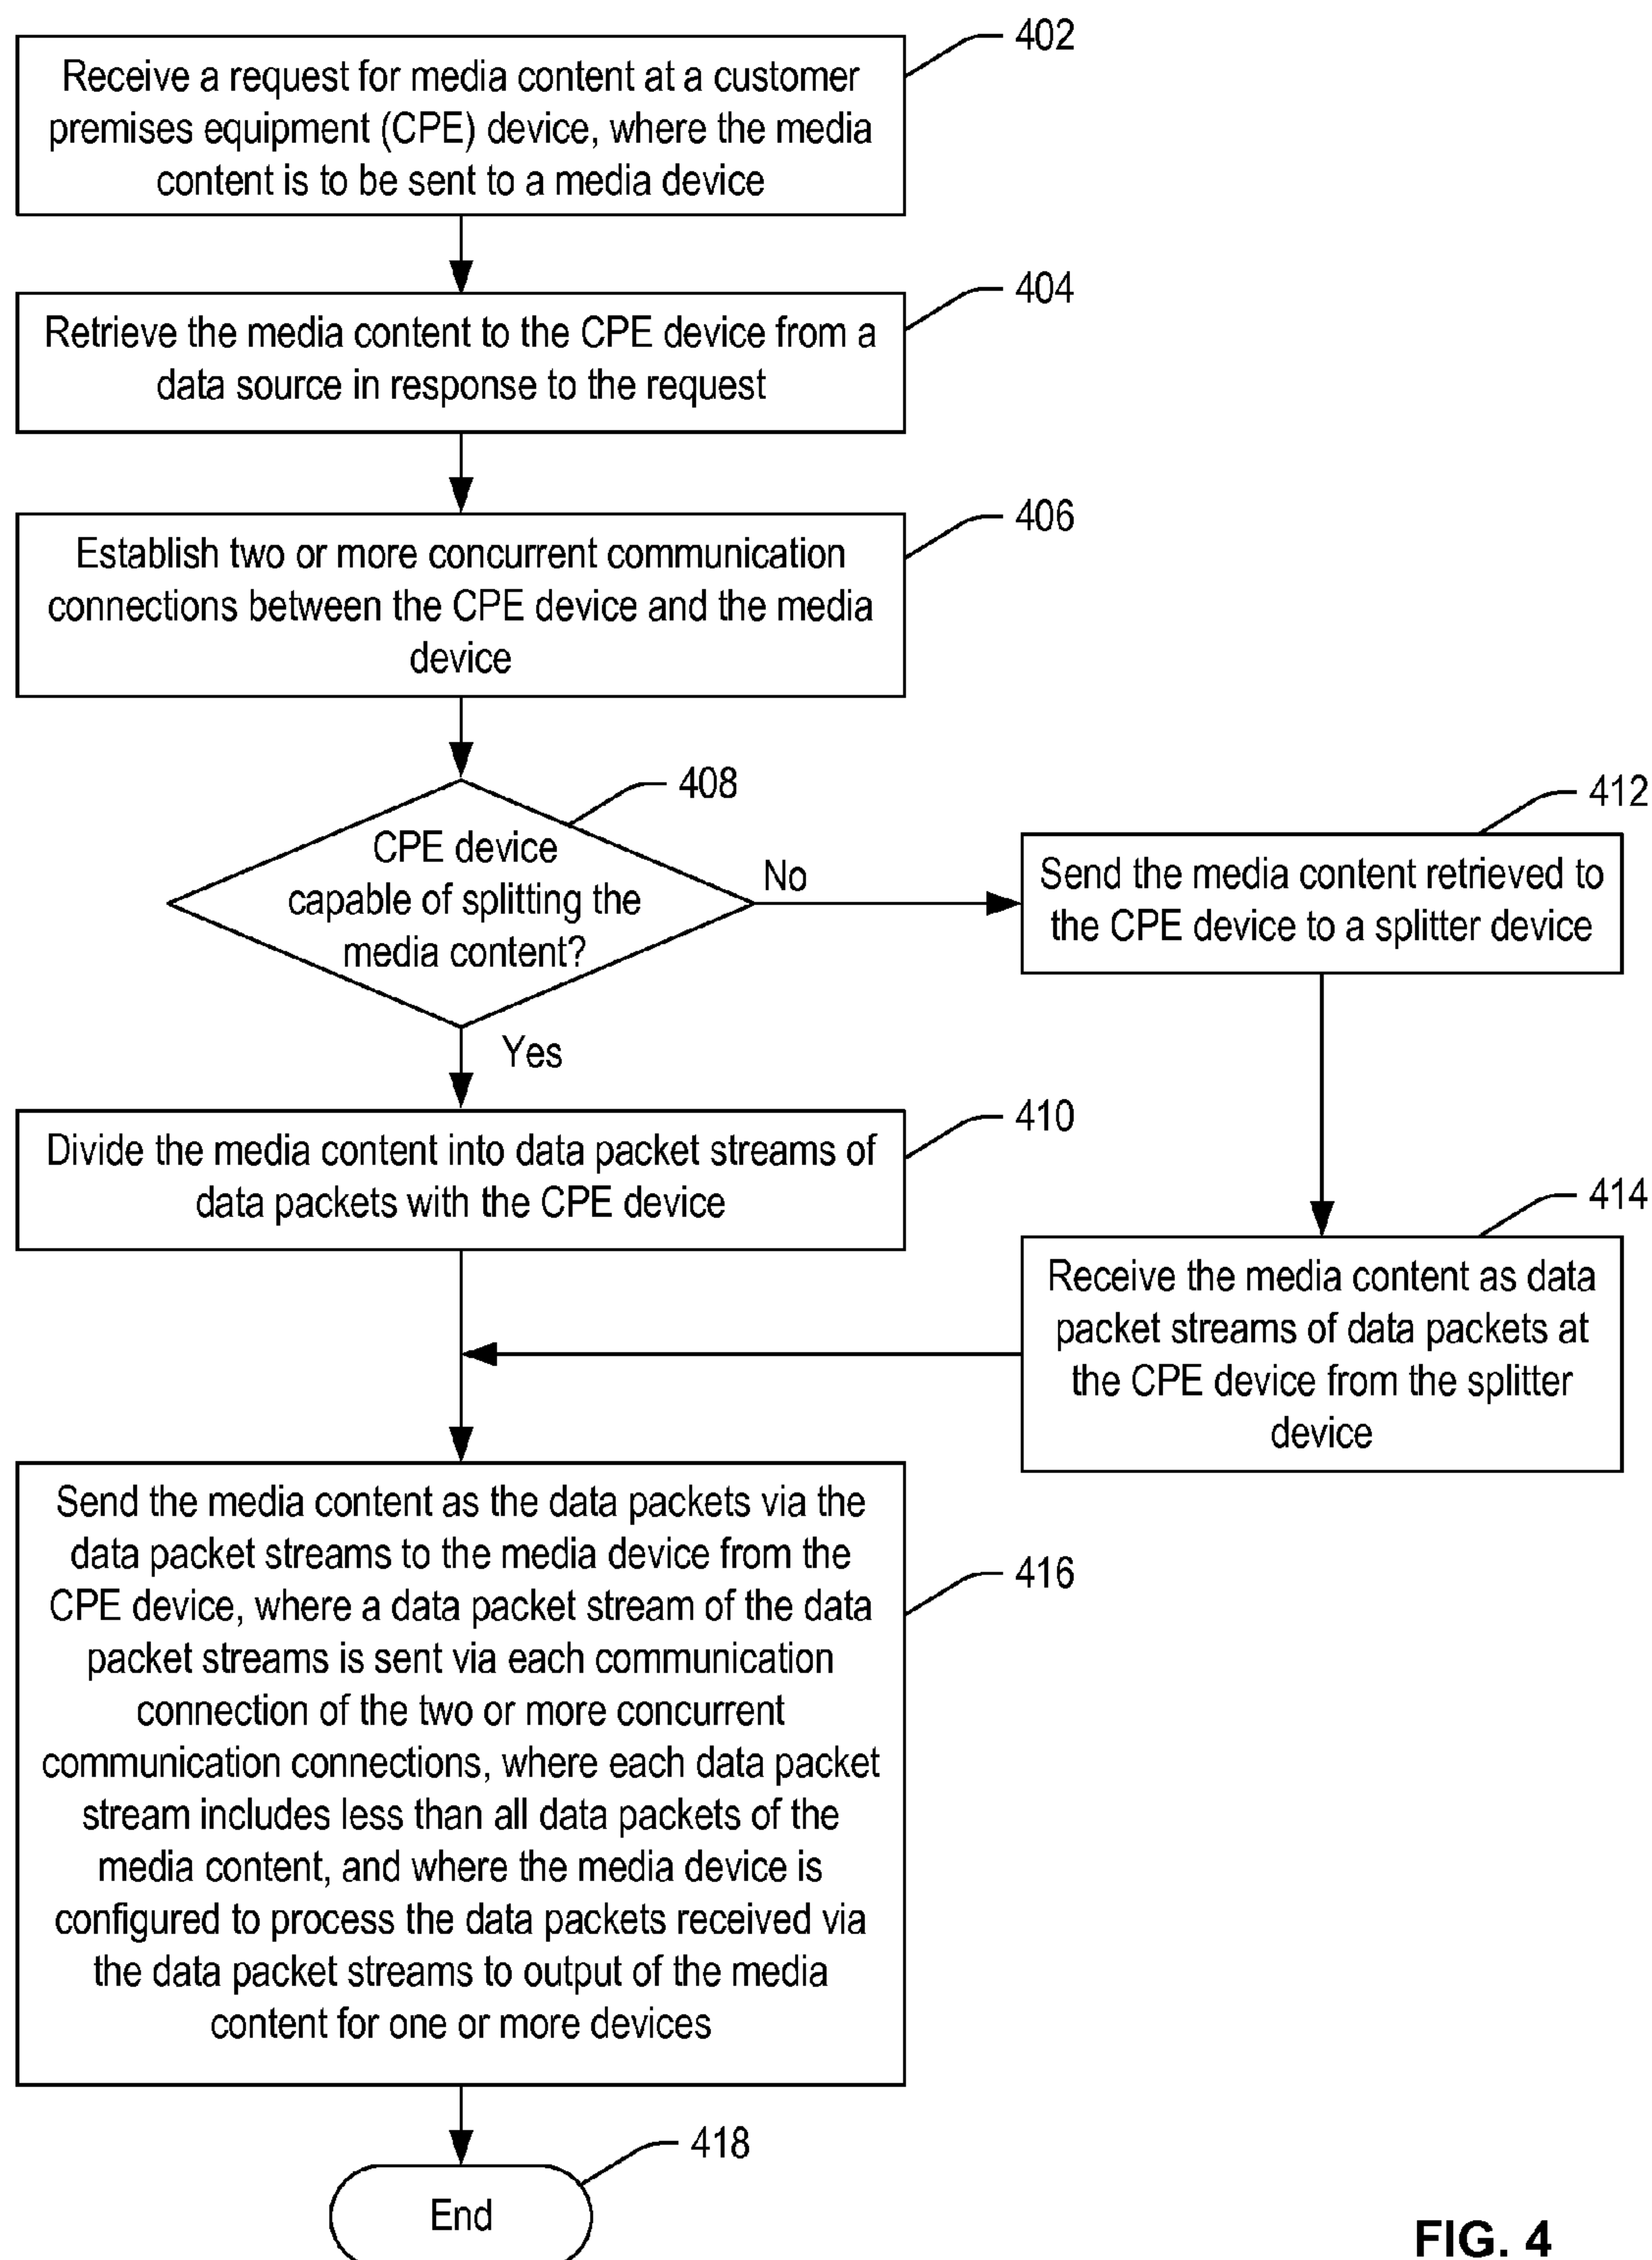 402
Receive a request for media content at a customer
premises equipment (CPE) device, where the media
content is to be sent to a media device
404
Retrieve the media content to the CPE device from a
data source in response to the request
406
Establish two or more concurrent communication
connections between the CPE device and the media
device
408
CPE device
capable of splitting the
media content?
No
Yes
412
Send the media content retrieved to
the CPE device to a splitter device
410
Divide the media content into data packet streams of
data packets with the CPE device
414
Receive the media content as data
packet streams of data packets at
the CPE device from the splitter
device
416
Send the media content as the data packets via the
data packet streams to the media device from the
CPE device, where a data packet stream of the data
packet streams is sent via each communication
connection of the two or more concurrent
communication connections, where each data packet
stream includes less than all data packets of the
media content, and where the media device is
configured to process the data packets received via
the data packet streams to output of the media
content for one or more devices
418
End
FIG. 4